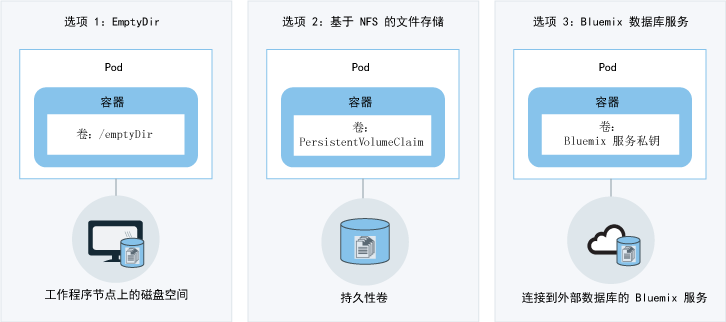 选项 1：EmptyDir
Pod
容器
卷：/emptyDir
工作程序节点上的磁盘空间
选项 2：基于 NFS 的文件存储
Pod
容器
卷：
PersistentVolumeClaim
持久性卷
选项 3：Bluemix 数据库服务
Pod
容器
卷：
Bluemix 服务私钥
连接到外部数据库的 Bluemix 服务